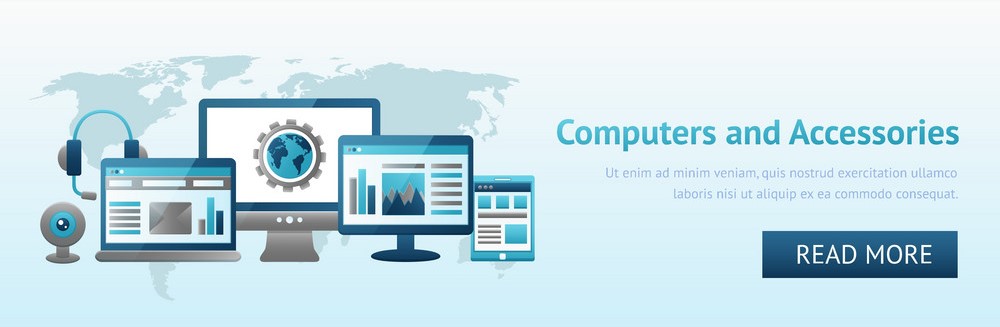 Computers and Accessories
Ut enim ad minim veniam, quis nostrud exercitation ullamco
laboris nisi ut aliquip ex ea commodo consequat.
READ MORE